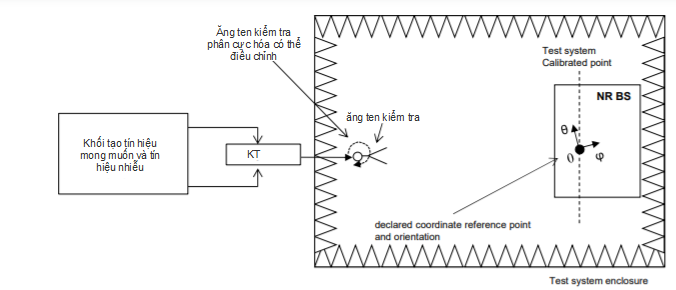 Ăng ten kiểm tra
phân cực hóa có thể
điều chỉnh
Test system
Calibrated point
NR BS
ăng ten kiểm tra
Khối tạo tín hiệu
mong muốn và tín
hiệu nhiễu
KT
θ
0
φ
declared coordinate reference point
and orientation
Test system enclosure